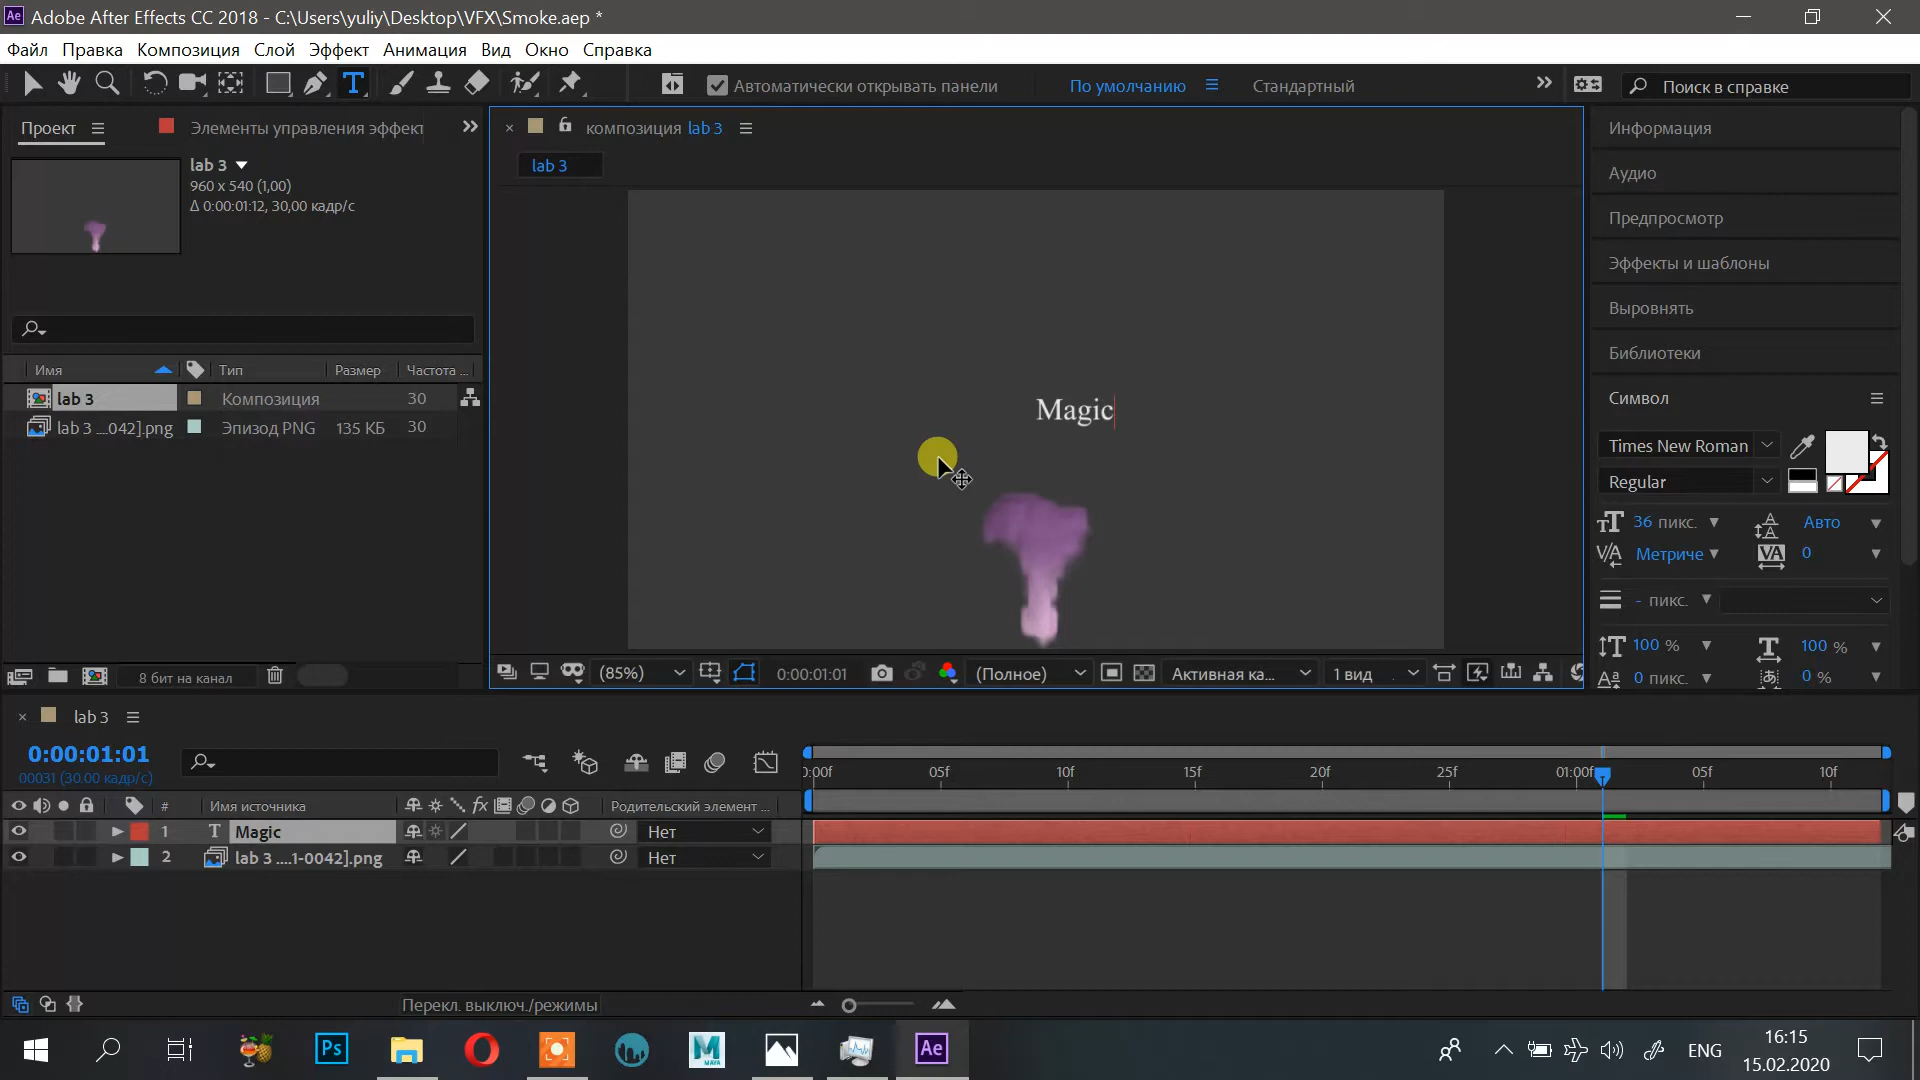 Adobe After Effects CC 2018 - C:\Users\yuliy\Desktop\VFX\Smoke.aep *
Файл Правка Композиция Слой Эффект Анимация Вид Окно Справка
Автоматически открывать панели По умолчанию Стандартный Поиск в справке
Проект Элементы управления эффект
lab 3
960 x 540 (1,00)
Δ 0:00:01:12, 30,00 кадр/с
Имя Тип Размер Частота ...
lab 3 Композиция 30
lab 3 ...042].png Эпизод PNG 135 КБ 30
8 бит на канал
композиция lab 3
lab 3
Magic
(85%) 0:00:01:01 (Полное) Активная ка... 1 вид
Информация
Аудио
Предпросмотр
Эффекты и шаблоны
Выровнять
Библиотеки
Символ
Times New Roman
Regular
36 пикс. Авто
Метриче 0
- пикс.
100 % 100 %
0 пикс. 0 %
lab 3
0:00:01:01
00031 (30.00 кадр/с)
:00f 05f 10f 15f 20f 25f 01:00f 05f 10f
# Имя источника Родительский элемент ...
1 T Magic Нет
2 lab 3 ....1-0042].png Нет
Перекл. выключ./режимы
Ps MAYA Ae ENG
16:15
15.02.2020